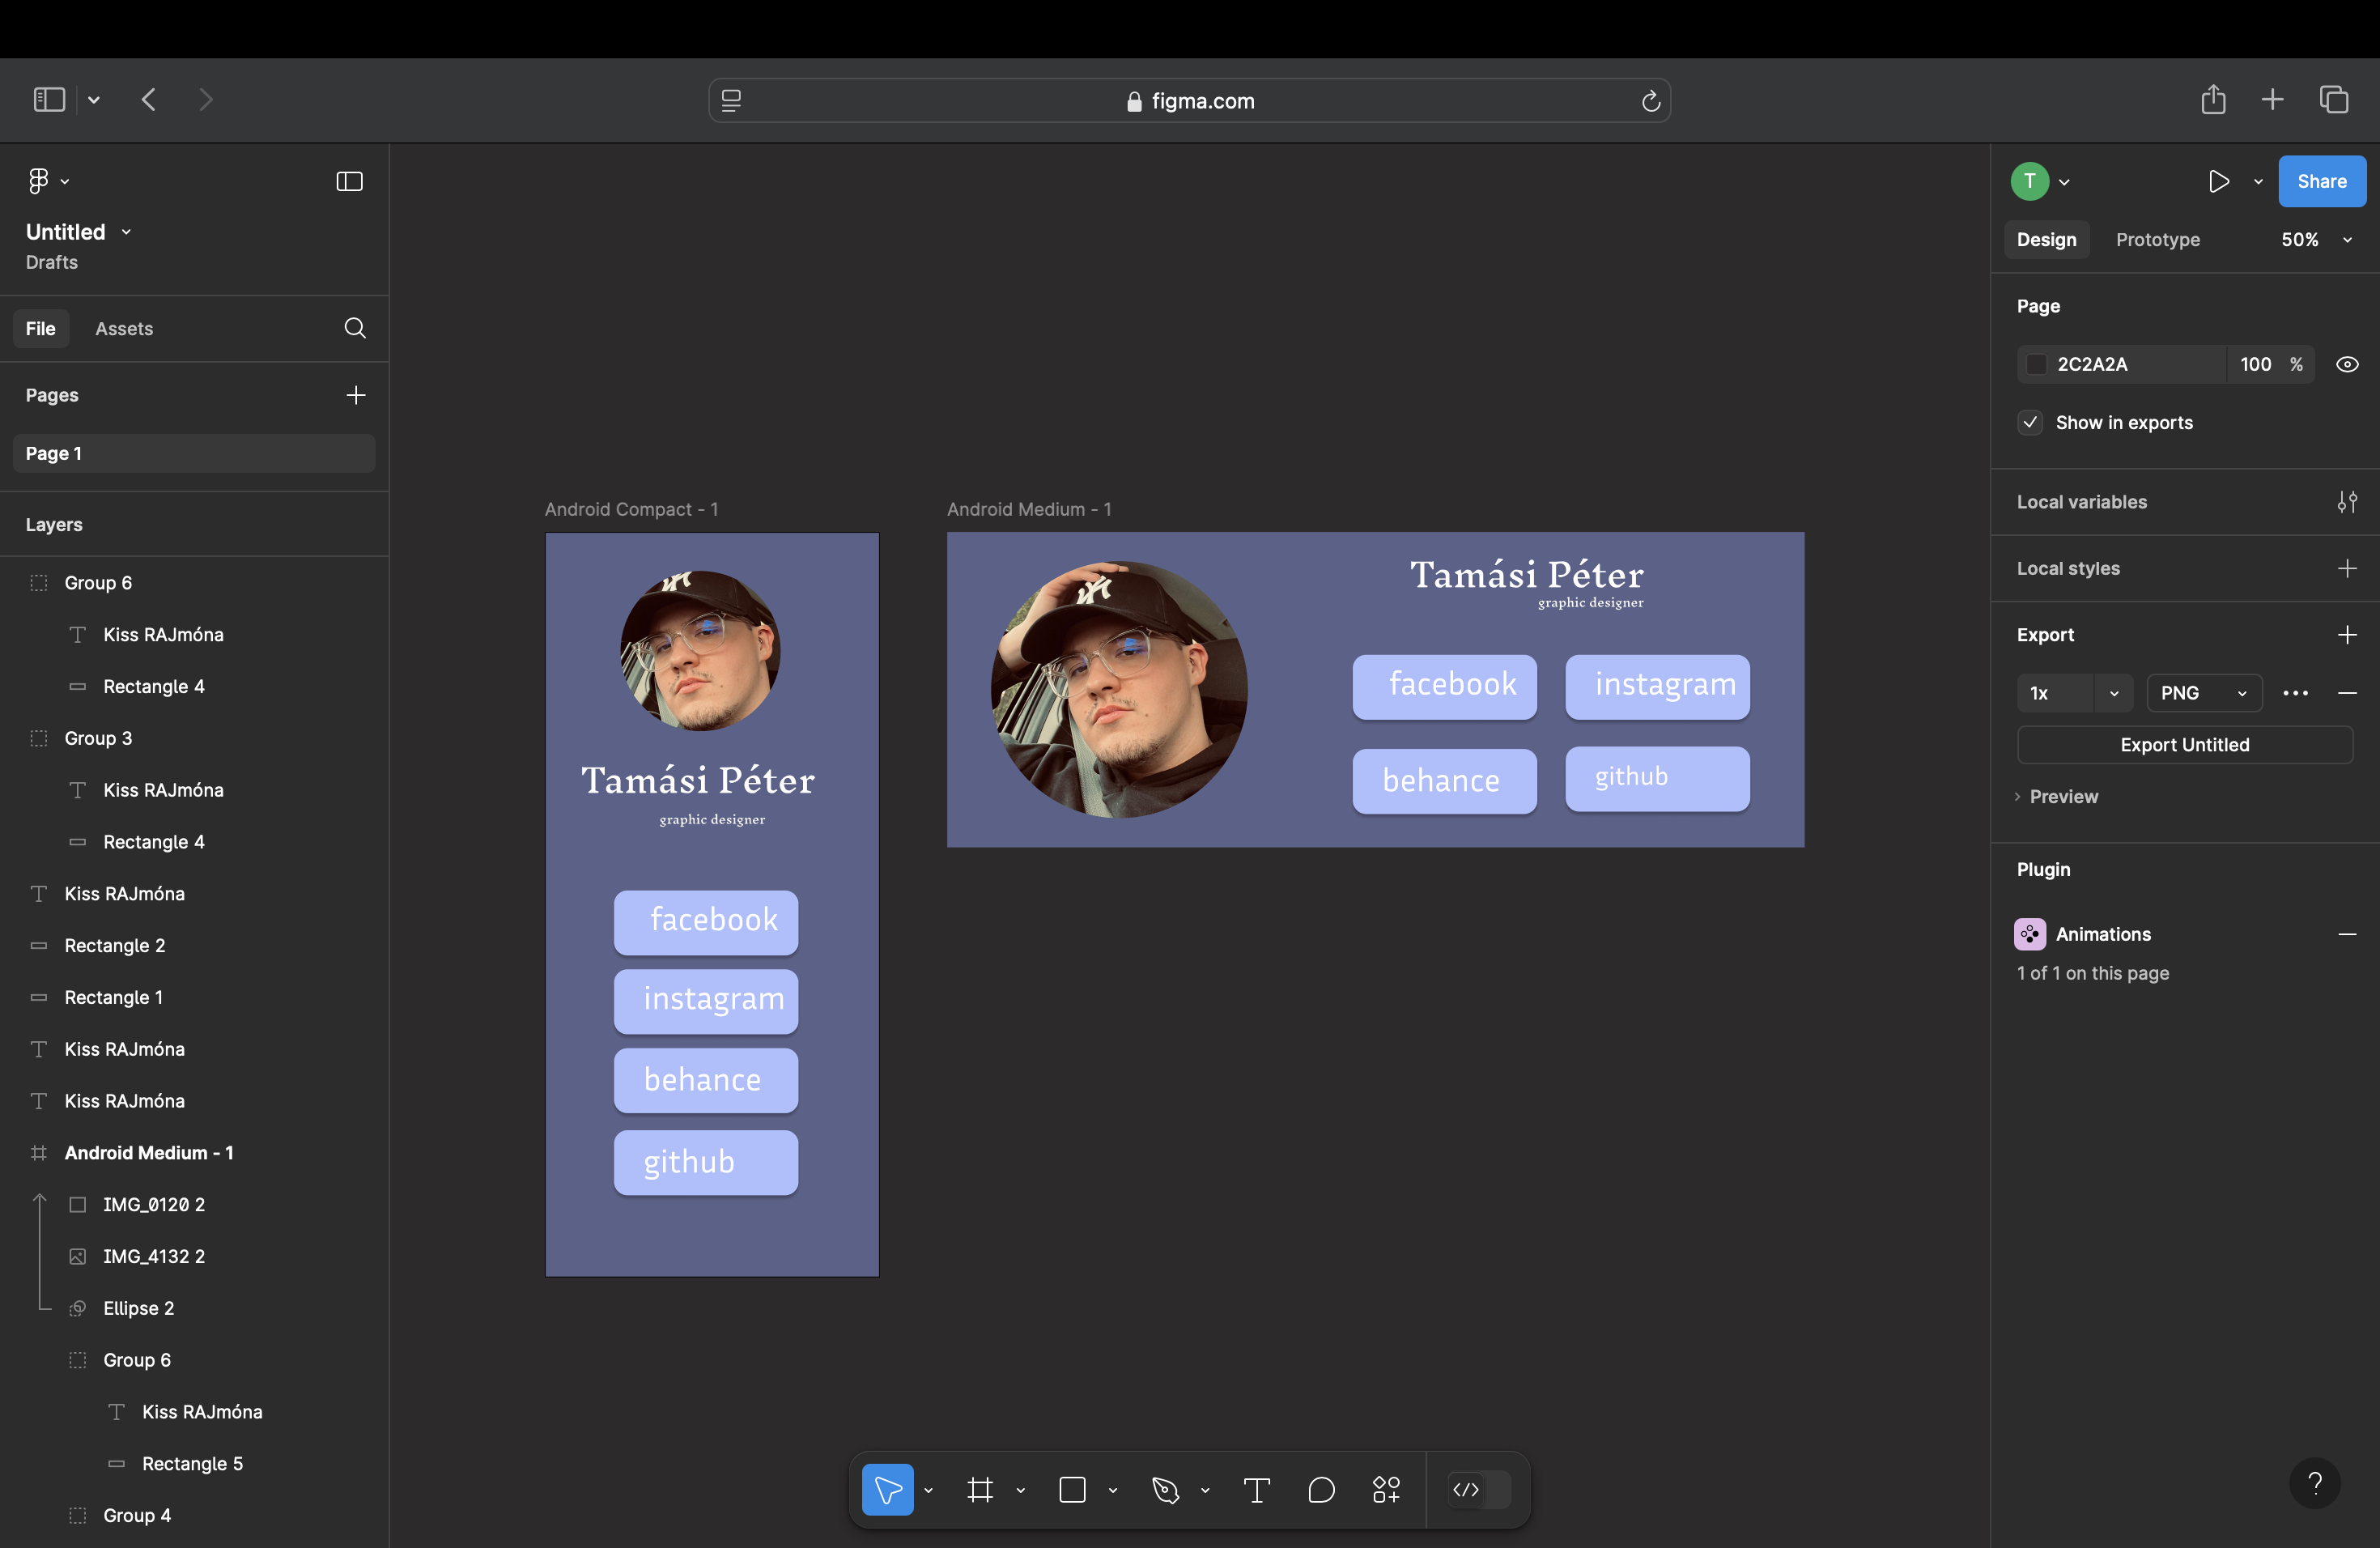 figma.com
Untitled
Drafts
File Assets
Pages
Page 1
Layers
Group 6
Kiss RAJmóna
Rectangle 4
Group 3
Kiss RAJmóna
Rectangle 4
Kiss RAJmóna
Rectangle 2
Rectangle 1
Kiss RAJmóna
Kiss RAJmóna
Android Medium - 1
IMG_0120 2
IMG_4132 2
Ellipse 2
Group 6
Kiss RAJmóna
Rectangle 5
Group 4
Android Compact - 1
Tamási Péter
graphic designer
facebook
instagram
behance
github
Android Medium - 1
Tamási Péter
graphic designer
facebook instagram
behance github
T Share
Design Prototype 50%
Page
2C2A2A 100 %
Show in exports
Local variables
Local styles
Export
1x PNG
Export Untitled
Preview
Plugin
Animations
1 of 1 on this page
?